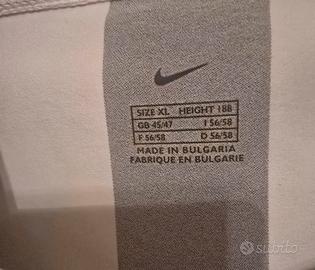 SIZE XL HEIGHT 188
GB 45/47 I 56/58
F 56/58 D 56/58
MADE IN BULGARIA
FABRIQUE EN BULGARIE
subito